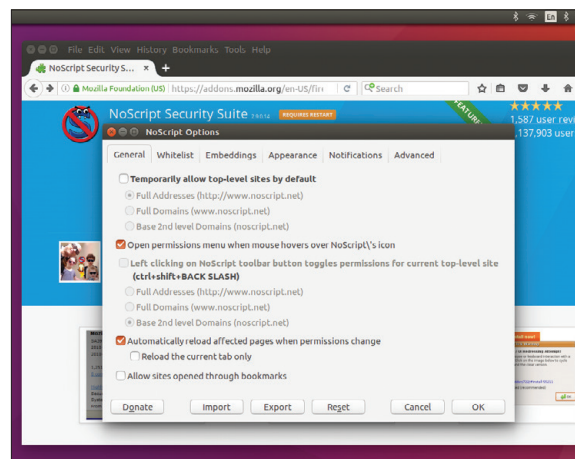 En
File Edit View History Bookmarks Tools Help
NoScript Security S... × +
Mozilla Foundation (US) https://addons.mozilla.org/en-US/fire Search
NoScript Security Suite REQUIRES RESTART
FEATURE
1,587 user revi
,137,903 user
NoScript Options
General Whitelist Embeddings Appearance Notifications Advanced
Temporarily allow top-level sites by default
Full Addresses (http://www.noscript.net)
Full Domains (www.noscript.net)
Base 2nd level Domains (noscript.net)
Open permissions menu when mouse hovers over NoScript\'s icon
Left clicking on NoScript toolbar button toggles permissions for current top-level site
(ctrl+shift+BACK SLASH)
Full Addresses (http://www.noscript.net)
Full Domains (www.noscript.net)
Base 2nd level Domains (noscript.net)
Automatically reload affected pages when permissions change
Reload the current tab only
Allow sites opened through bookmarks
Donate Import Export Reset Cancel OK